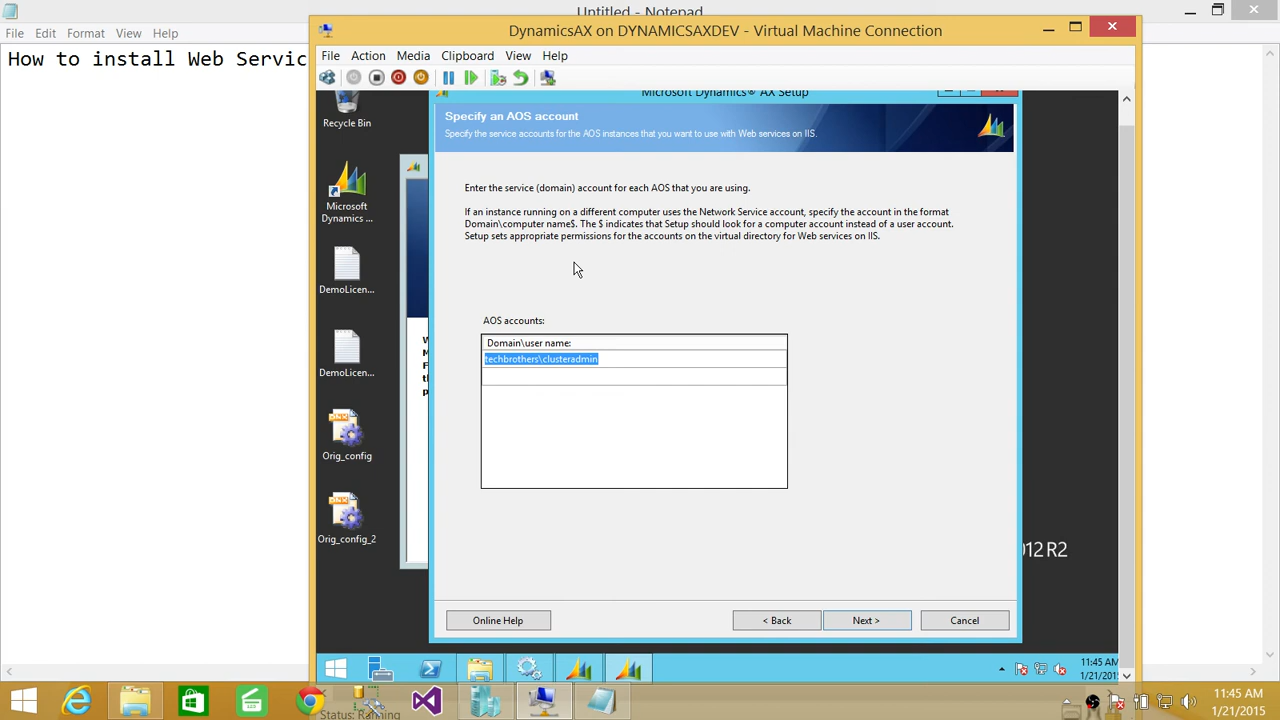 Untitled - Notepad
File Edit Format View Help
How to install Web Servic
DynamicsAX on DYNAMICSAXDEV - Virtual Machine Connection
File Action Media Clipboard View Help
Recycle Bin
Microsoft
Dynamics ...
DemoLicen...
DemoLicen...
Orig_config
Orig_config_2
Microsoft Dynamics® AX Setup
Specify an AOS account
Specify the service accounts for the AOS instances that you want to use with Web services on IIS.
Enter the service (domain) account for each AOS that you are using.
If an instance running on a different computer uses the Network Service account, specify the account in the format
Domain\computer name$. The $ indicates that Setup should look for a computer account instead of a user account.
Setup sets appropriate permissions for the accounts on the virtual directory for Web services on IIS.
AOS accounts:
Domain\user name:
techbrothers\clusteradmin
Online Help
< Back
Next >
Cancel
012 R2
11:45 AM
1/21/2015
Status: Running
11:45 AM
1/21/2015